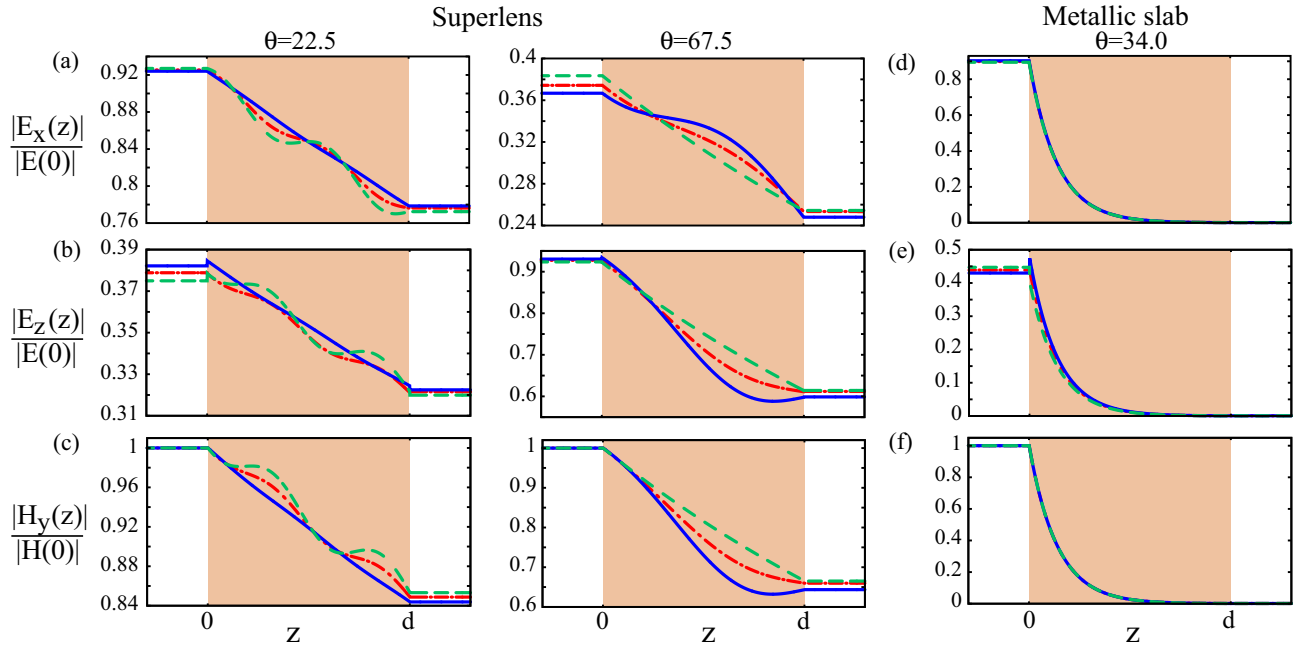 Superlens
Metallic slab
θ=22.5
θ=67.5
θ=34.0
(a)
|E_x(z)|
|E(0)|
0.92
0.88
0.84
0.8
0.76
0.4
0.36
0.32
0.28
0.24
(d)
0.8
0.6
0.4
0.2
0
(b)
|E_z(z)|
|E(0)|
0.39
0.37
0.35
0.33
0.31
0.9
0.8
0.7
0.6
(e)
0.5
0.4
0.3
0.2
0.1
0
(c)
|H_y(z)|
|H(0)|
1
0.96
0.92
0.88
0.84
1
0.9
0.8
0.7
0.6
(f)
1
0.8
0.6
0.4
0.2
0
0 z d
0 z d
0 z d